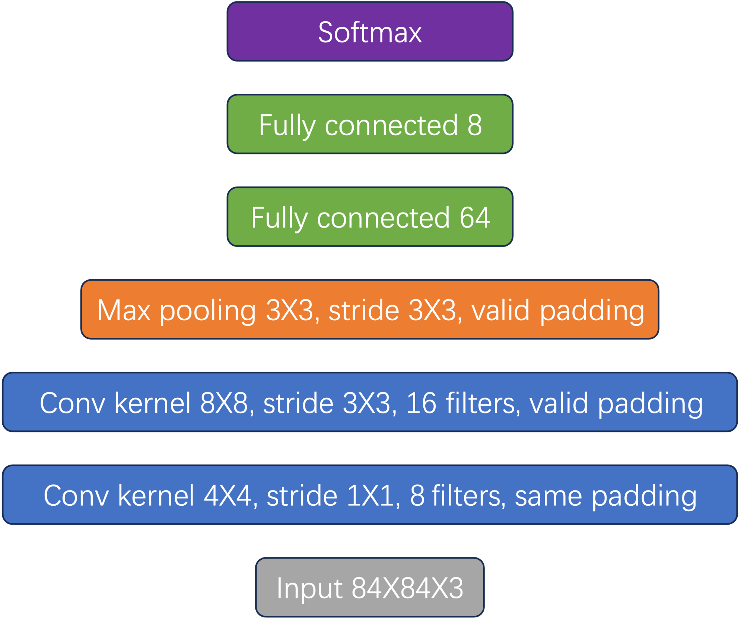 Softmax
Fully connected 8
Fully connected 64
Max pooling 3X3, stride 3X3, valid padding
Conv kernel 8X8, stride 3X3, 16 filters, valid padding
Conv kernel 4X4, stride 1X1, 8 filters, same padding
Input 84X84X3